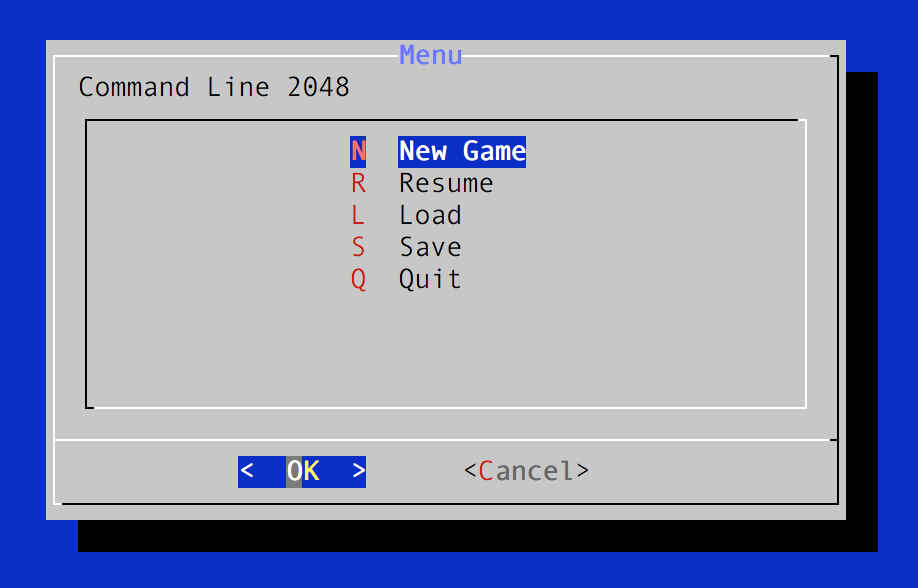 Menu
Command Line 2048
N New Game
R Resume
L Load
S Save
Q Quit
< OK > <Cancel>